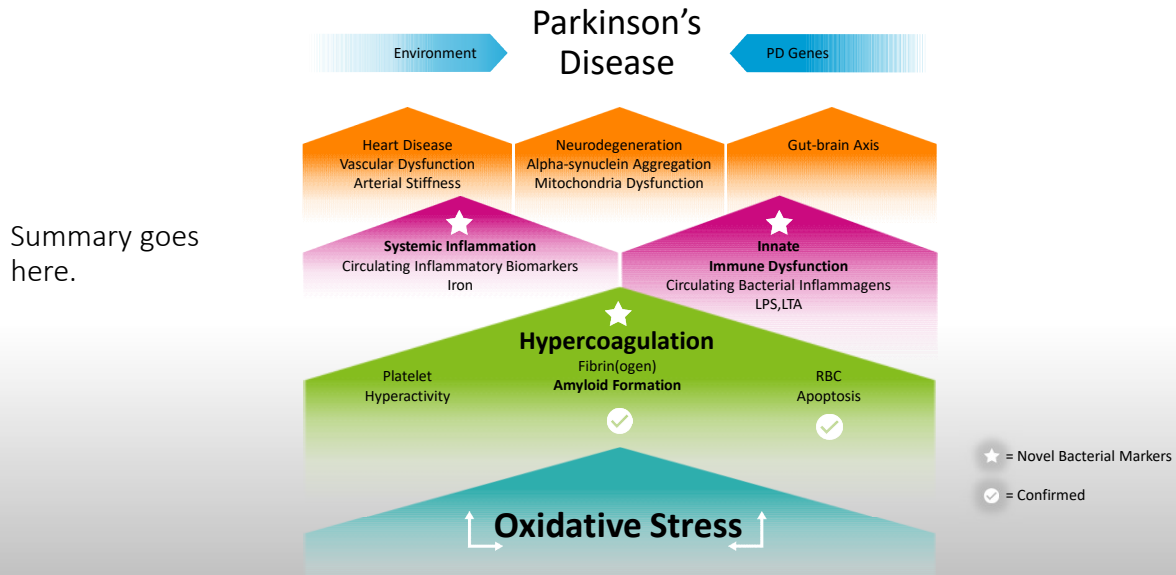 Parkinson's
Disease
Environment
PD Genes
Heart Disease
Vascular Dysfunction
Arterial Stiffness
Neurodegeneration
Alpha-synuclein Aggregation
Mitochondria Dysfunction
Gut-brain Axis
Summary goes
here.
Systemic Inflammation
Circulating Inflammatory Biomarkers
Iron
Innate
Immune Dysfunction
Circulating Bacterial Inflammagens
LPS,LTA
Hypercoagulation
Fibrin(ogen)
Amyloid Formation
Platelet
Hyperactivity
RBC
Apoptosis
= Novel Bacterial Markers
= Confirmed
Oxidative Stress